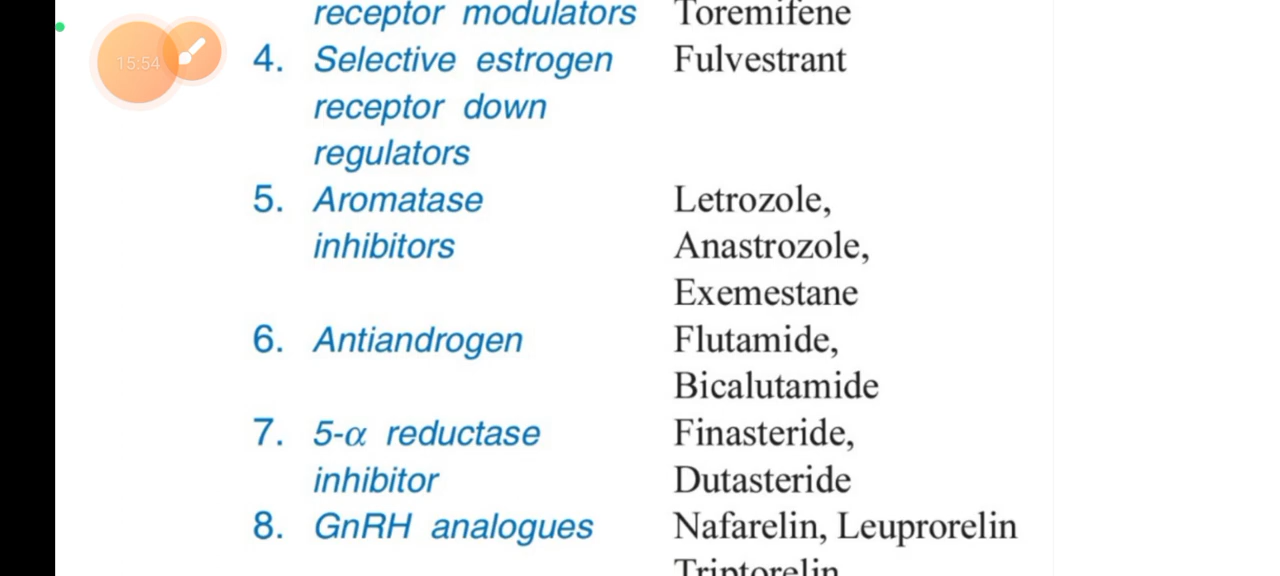 15:54
receptor modulators Toremifene
4. Selective estrogen Fulvestrant
receptor down
regulators
5. Aromatase Letrozole,
inhibitors Anastrozole,
Exemestane
6. Antiandrogen Flutamide,
Bicalutamide
7. 5-α reductase Finasteride,
inhibitor Dutasteride
8. GnRH analogues Nafarelin, Leuprorelin
Triptorelin